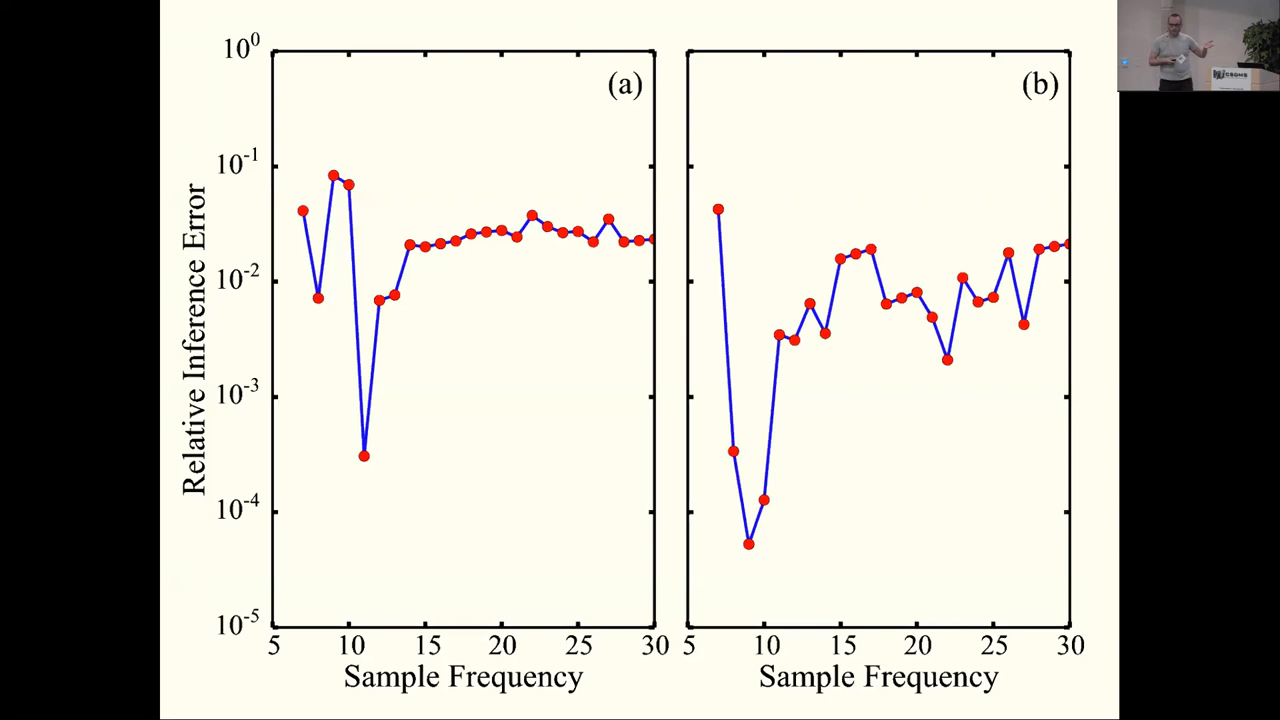 (a)
(b)
Relative Inference Error
10^0
10^-1
10^-2
10^-3
10^-4
10^-5
5 10 15 20 25 30
5 10 15 20 25 30
Sample Frequency
Sample Frequency
CSDMS